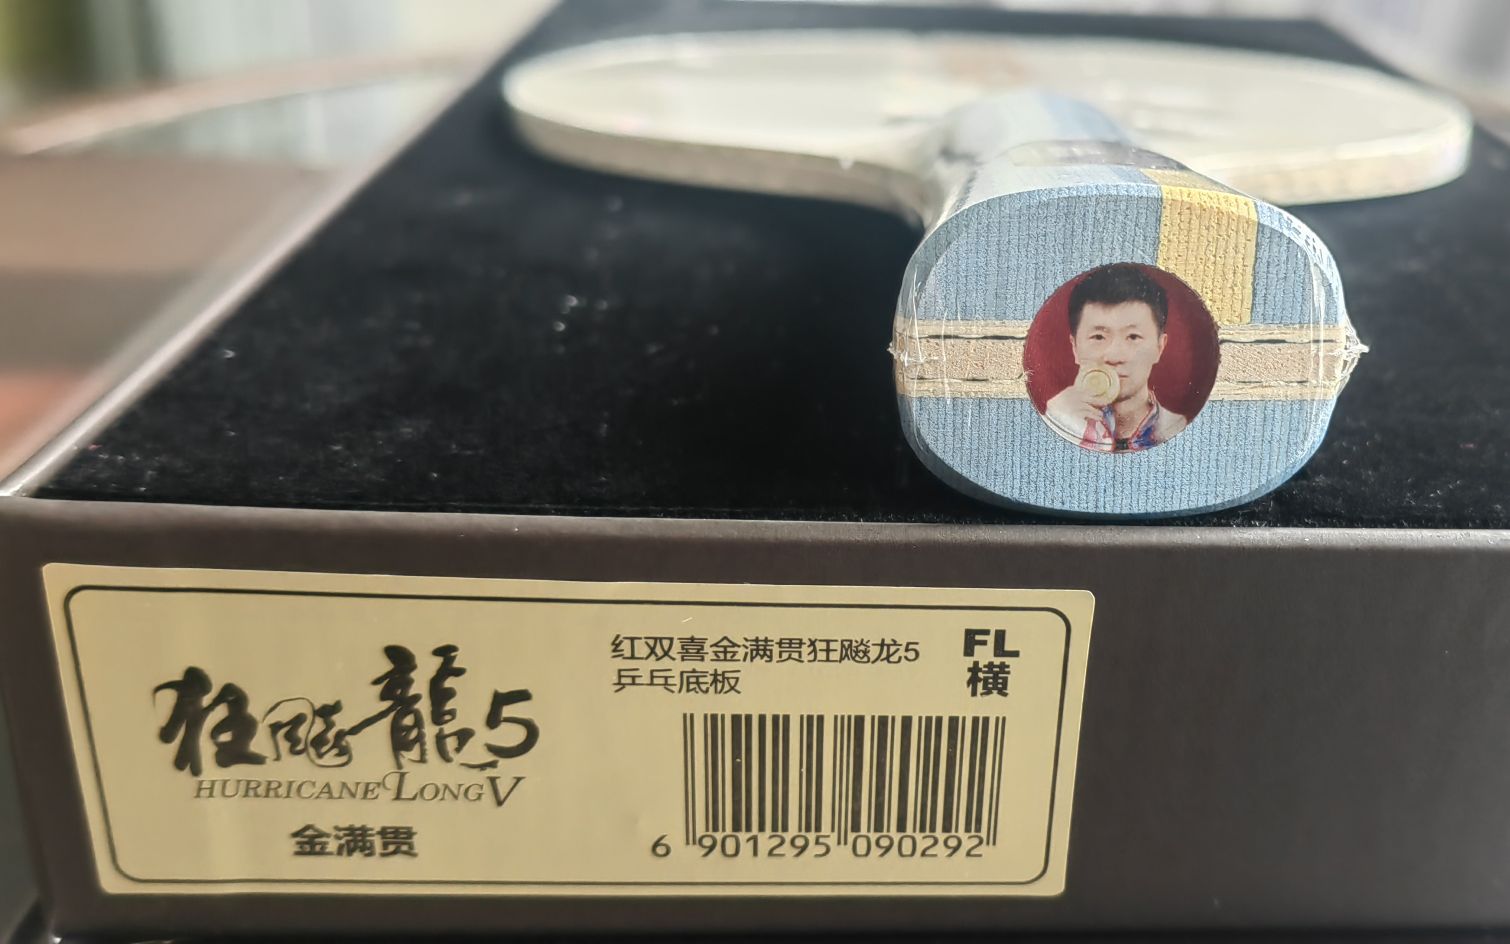 狂飚龍5
HURRICANE LONG V
金满贯
红双喜金满贯狂飚龙5
乒乓底板
FL
横
6 901295 090292